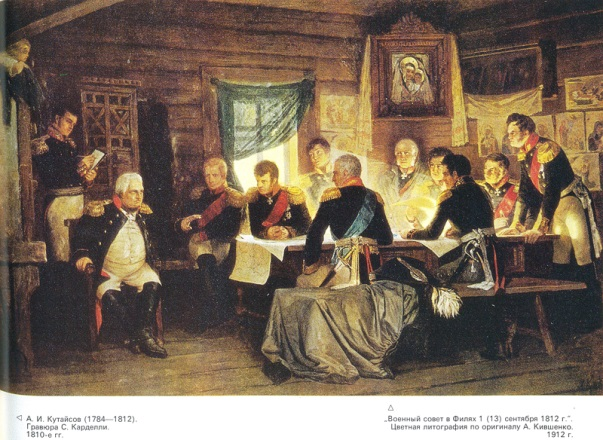 ◁ А. И. Кутайсов (1784—1812).
Гравюра С. Карделли.
1810-е гг.
△
„Военный совет в Филях 1 (13) сентября 1812 г.".
Цветная литография по оригиналу А. Кившенко.
1912 г.